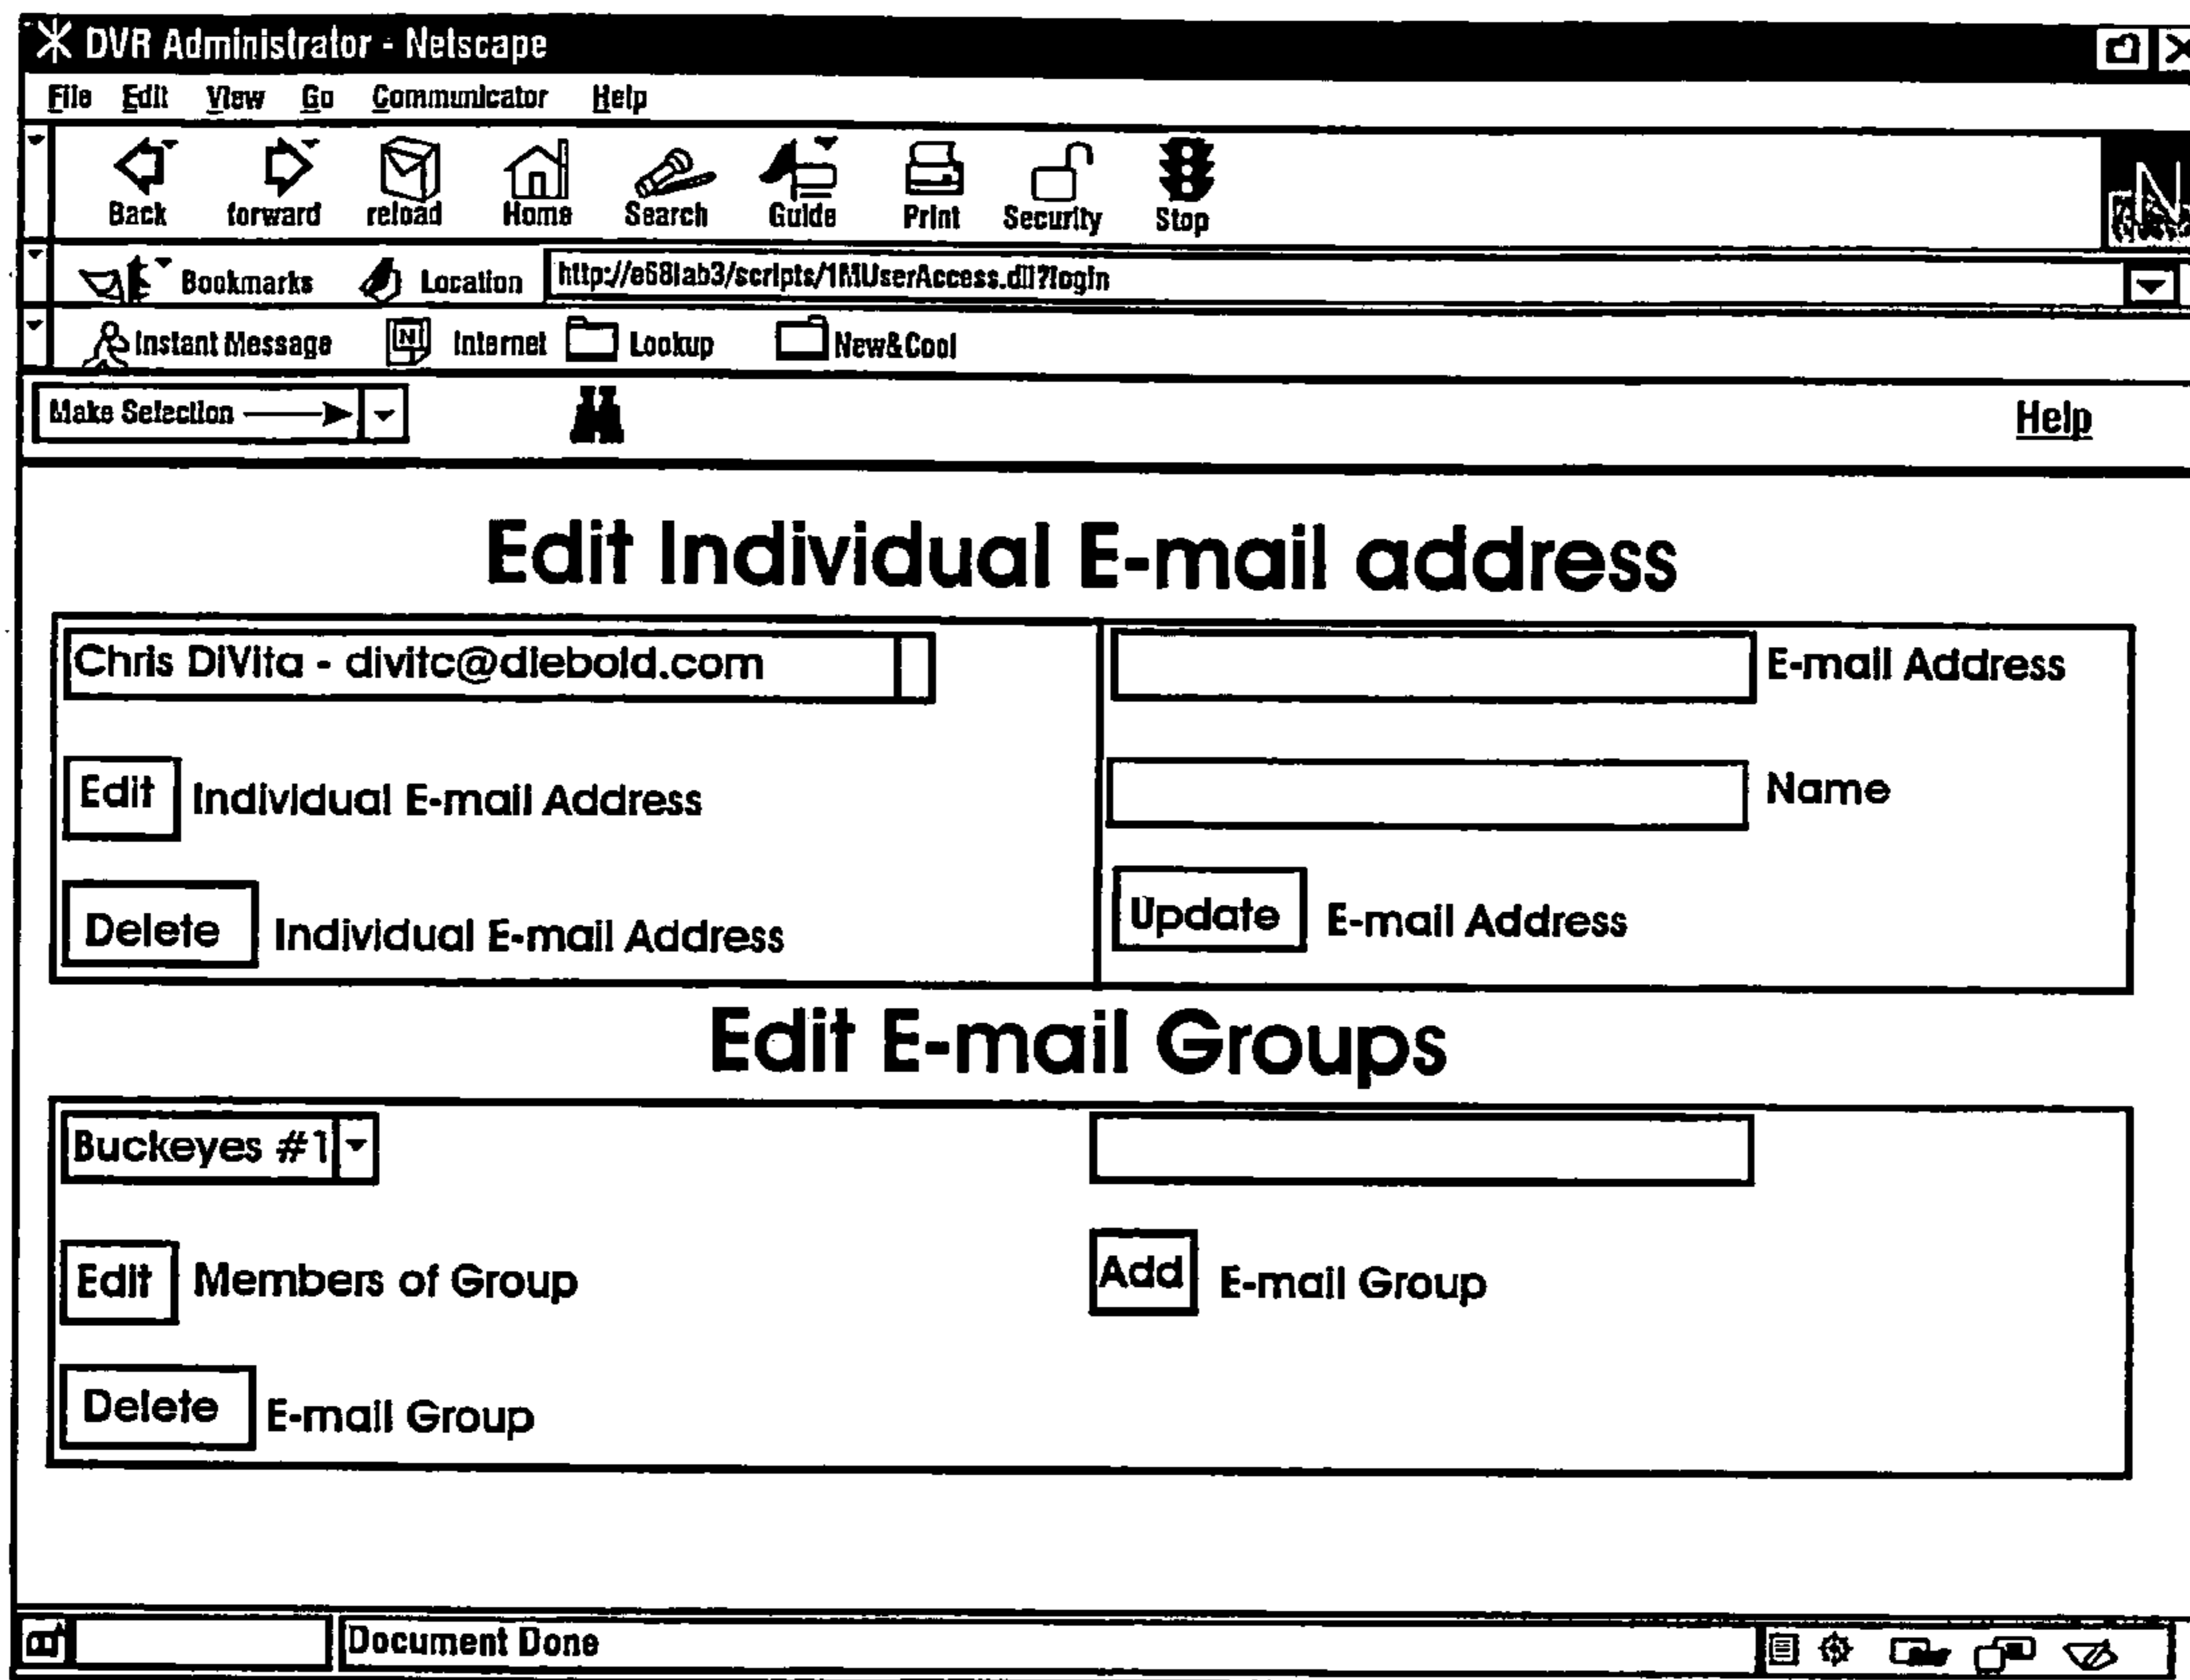 DVR Administrator - Netscape
File Edit View Go Communicator Help
Back forward reload Home Search Guide Print Security Stop
N
Bookmarks Location http://e68lab3/scripts/1MUserAccess.dll?login
Instant Message N Internet Lookup New&Cool
Make Selection Help
Edit Individual E-mail address
Chris DiVita - divitc@diebold.com E-mail Address
Edit Individual E-mail Address Name
Delete Individual E-mail Address Update E-mail Address
Edit E-mail Groups
Buckeyes #1
Edit Members of Group Add E-mail Group
Delete E-mail Group
Document Done